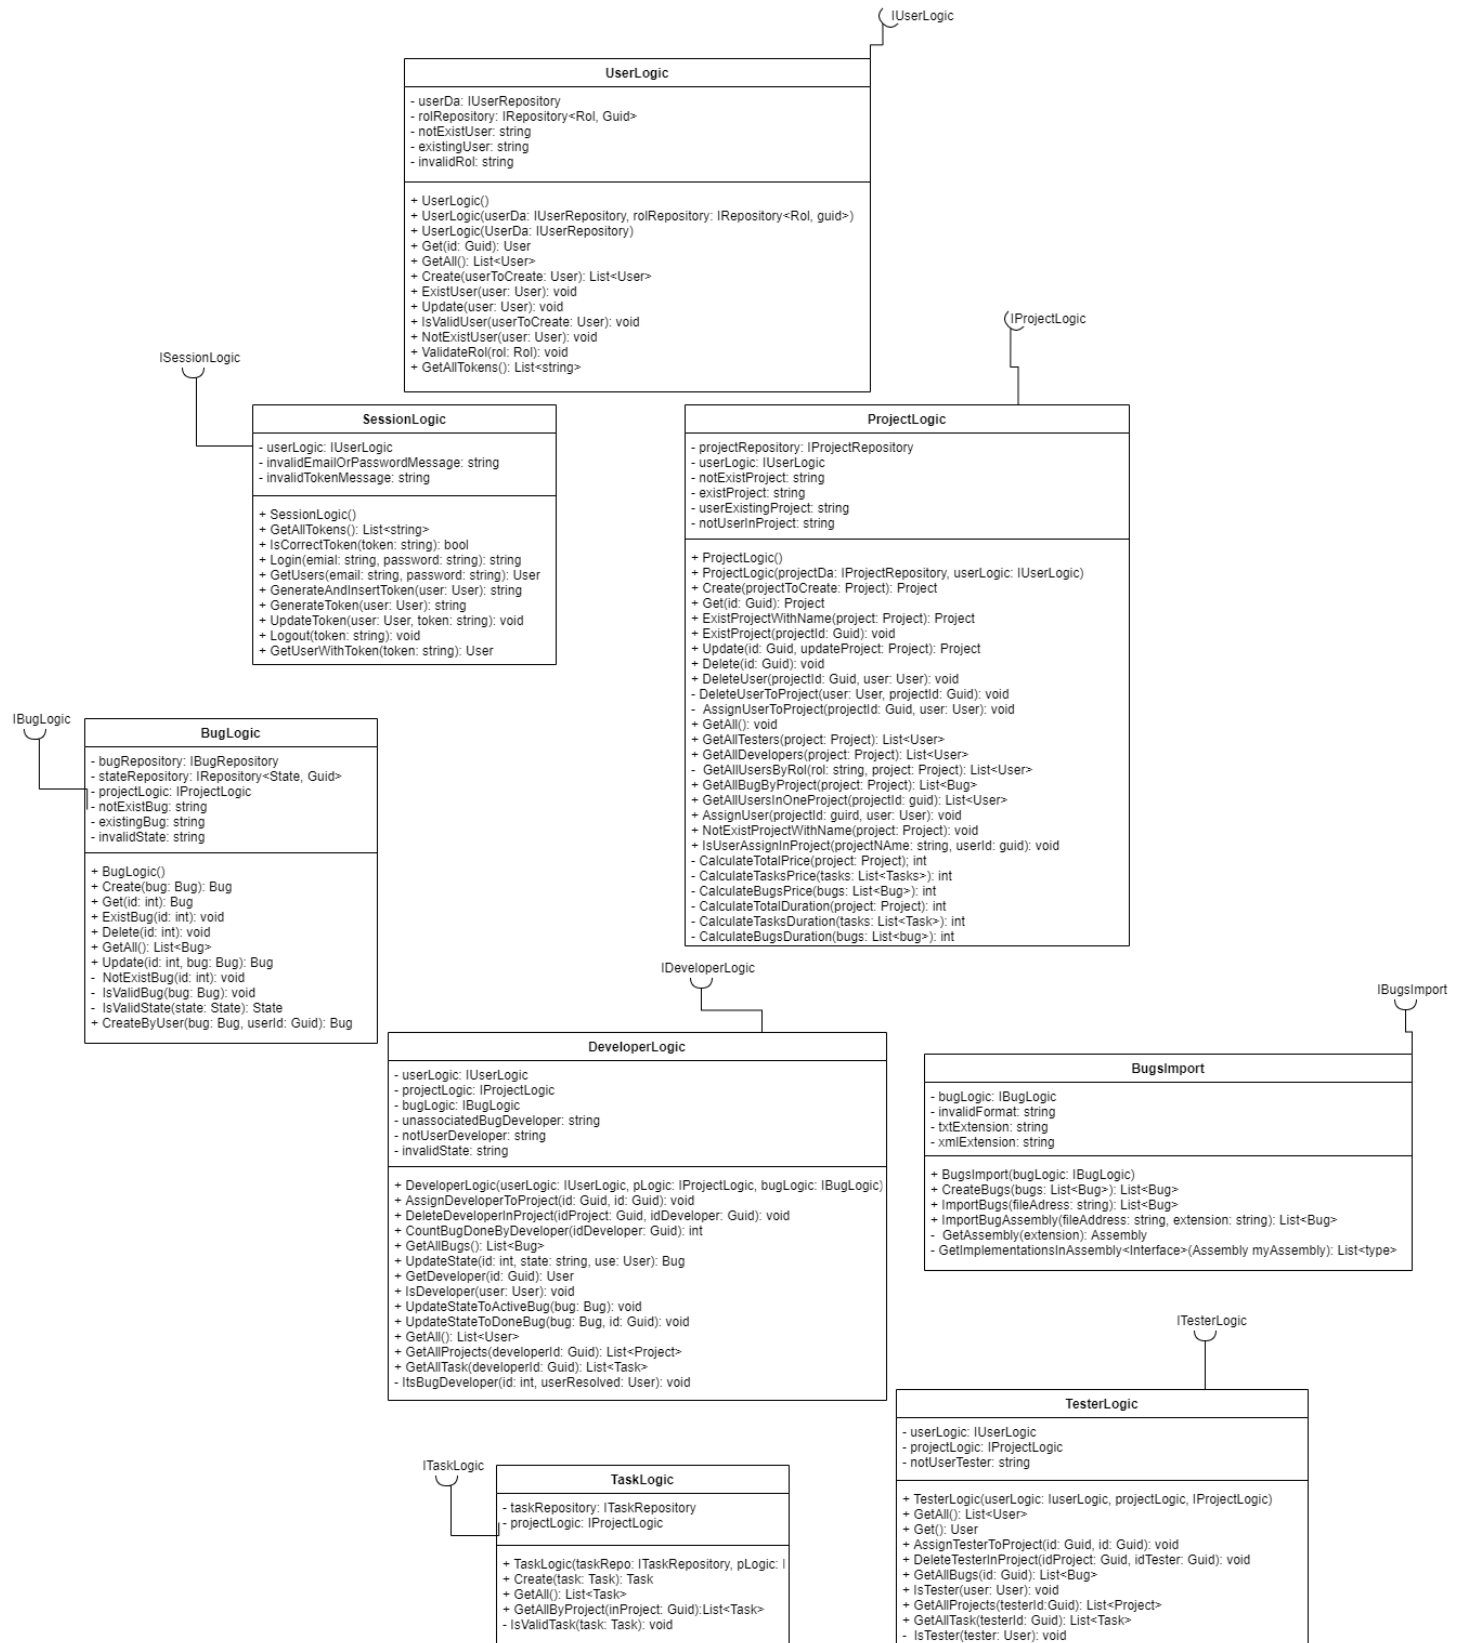 IUserLogic
UserLogic
- userDa: IUserRepository
- rolRepository: IRepository<Rol, Guid>
- notExistUser: string
- existingUser: string
- invalidRol: string
+ UserLogic()
+ UserLogic(userDa: IUserRepository, rolRepository: IRepository<Rol, guid>)
+ UserLogic(UserDa: IUserRepository)
+ Get(id: Guid): User
+ GetAll(): List<User>
+ Create(userToCreate: User): List<User>
+ ExistUser(user: User): void
+ Update(user: User): void
+ IsValidUser(userToCreate: User): void
+ NotExistUser(user: User): void
+ ValidateRol(rol: Rol): void
+ GetAllTokens(): List<string>
ISessionLogic
SessionLogic
- userLogic: IUserLogic
- invalidEmailOrPasswordMessage: string
- invalidTokenMessage: string
+ SessionLogic()
+ GetAllTokens(): List<string>
+ IsCorrectToken(token: string): bool
+ Login(emial: string, password: string): string
+ GetUsers(email: string, password: string): User
+ GenerateAndInsertToken(user: User): string
+ GenerateToken(user: User): string
+ UpdateToken(user: User, token: string): void
+ Logout(token: string): void
+ GetUserWithToken(token: string): User
IProjectLogic
ProjectLogic
- projectRepository: IProjectRepository
- userLogic: IUserLogic
- notExistProject: string
- existProject: string
- userExistingProject: string
- notUserInProject: string
+ ProjectLogic()
+ ProjectLogic(projectDa: IProjectRepository, userLogic: IUserLogic)
+ Create(projectToCreate: Project): Project
+ Get(id: Guid): Project
+ ExistProjectWithName(project: Project): Project
+ ExistProject(projectId: Guid): void
+ Update(id: Guid, updateProject: Project): Project
+ Delete(id: Guid): void
+ DeleteUser(projectId: Guid, user: User): void
- DeleteUserToProject(user: User, projectId: Guid): void
- AssignUserToProject(projectId: Guid, user: User): void
+ GetAll(): void
+ GetAllTesters(project: Project): List<User>
+ GetAllDevelopers(project: Project): List<User>
- GetAllUsersByRol(rol: string, project: Project): List<User>
+ GetAllBugByProject(project: Project): List<Bug>
+ GetAllUsersInOneProject(projectId: guid): List<User>
+ AssignUser(projectId: guird, user: User): void
+ NotExistProjectWithName(project: Project): void
+ IsUserAssignInProject(projectNAme: string, userId: guid): void
- CalculateTotalPrice(project: Project); int
- CalculateTasksPrice(tasks: List<Tasks>): int
- CalculateBugsPrice(bugs: List<Bug>): int
- CalculateTotalDuration(project: Project): int
- CalculateTasksDuration(tasks: List<Task>): int
- CalculateBugsDuration(bugs: List<bug>): int
IBugLogic
BugLogic
- bugRepository: IBugRepository
- stateRepository: IRepository<State, Guid>
- projectLogic: IProjectLogic
- notExistBug: string
- existingBug: string
- invalidState: string
+ BugLogic()
+ Create(bug: Bug): Bug
+ Get(id: int): Bug
+ ExistBug(id: int): void
+ Delete(id: int): void
+ GetAll(): List<Bug>
+ Update(id: int, bug: Bug): Bug
- NotExistBug(id: int): void
- IsValidBug(bug: Bug): void
- IsValidState(state: State): State
+ CreateByUser(bug: Bug, userId: Guid): Bug
IDeveloperLogic
DeveloperLogic
- userLogic: IUserLogic
- projectLogic: IProjectLogic
- bugLogic: IBugLogic
- unassociatedBugDeveloper: string
- notUserDeveloper: string
- invalidState: string
+ DeveloperLogic(userLogic: IUserLogic, pLogic: IProjectLogic, bugLogic: IBugLogic)
+ AssignDeveloperToProject(id: Guid, id: Guid): void
+ DeleteDeveloperInProject(idProject: Guid, idDeveloper: Guid): void
+ CountBugDoneByDeveloper(idDeveloper: Guid): int
+ GetAllBugs(): List<Bug>
+ UpdateState(id: int, state: string, use: User): Bug
+ GetDeveloper(id: Guid): User
+ IsDeveloper(user: User): void
+ UpdateStateToActiveBug(bug: Bug): void
+ UpdateStateToDoneBug(bug: Bug, id: Guid): void
+ GetAll(): List<User>
+ GetAllProjects(developerId: Guid): List<Project>
+ GetAllTask(developerId: Guid): List<Task>
- ItsBugDeveloper(id: int, userResolved: User): void
IBugsImport
BugsImport
- bugLogic: IBugLogic
- invalidFormat: string
- txtExtension: string
- xmlExtension: string
+ BugsImport(bugLogic: IBugLogic)
+ CreateBugs(bugs: List<Bug>): List<Bug>
+ ImportBugs(fileAdress: string): List<Bug>
+ ImportBugAssembly(fileAddress: string, extension: string): List<Bug>
- GetAssembly(extension): Assembly
- GetImplementationsInAssembly<Interface>(Assembly myAssembly): List<type>
ITesterLogic
TesterLogic
- userLogic: IUserLogic
- projectLogic: IProjectLogic
- notUserTester: string
+ TesterLogic(userLogic: IuserLogic, projectLogic, IProjectLogic)
+ GetAll(): List<User>
+ Get(): User
+ AssignTesterToProject(id: Guid, id: Guid): void
+ DeleteTesterInProject(idProject: Guid, idTester: Guid): void
+ GetAllBugs(id: Guid): List<Bug>
+ IsTester(user: User): void
+ GetAllProjects(testerId:Guid): List<Project>
+ GetAllTask(testerId: Guid): List<Task>
- IsTester(tester: User): void
ITaskLogic
TaskLogic
- taskRepository: ITaskRepository
- projectLogic: IProjectLogic
+ TaskLogic(taskRepo: ITaskRepository, pLogic: I
+ Create(task: Task): Task
+ GetAll(): List<Task>
+ GetAllByProject(inProject: Guid):List<Task>
- IsValidTask(task: Task): void